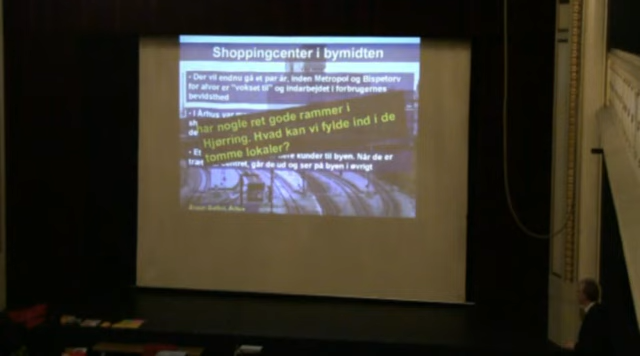 Shoppingcenter i bymidten
• Der vil endnu gå et par år, inden Metropol og Bispetorv
for alvor er "vokset til" og indarbejdet i forbrugernes
bevidsthed
• I Århus var
har nogle ret gode rammer i
Hjørring. Hvad kan vi fylde ind i de
tomme lokaler?
• Et
kunder til byen. Når de er
går de ud og ser på byen i øvrigt